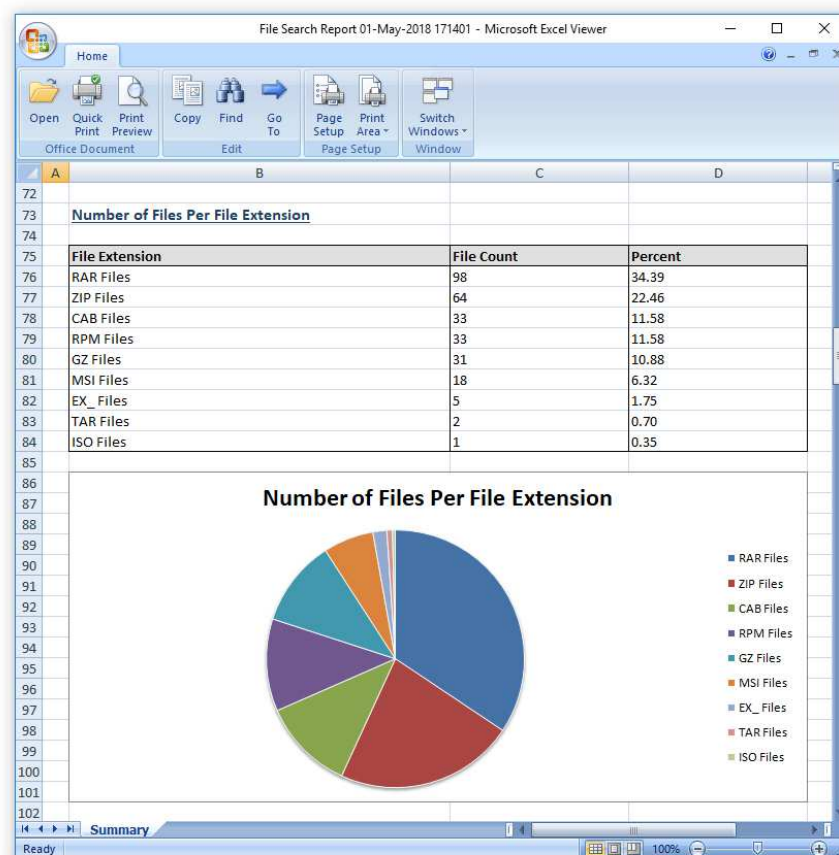 File Search Report 01-May-2018 171401 - Microsoft Excel Viewer
Home
Open Quick Print Print Preview Copy Find Go To Page Setup Print Area Switch Windows
Office Document Edit Page Setup Window
A B C D
72
73 Number of Files Per File Extension
74
75 File Extension File Count Percent
76 RAR Files 98 34.39
77 ZIP Files 64 22.46
78 CAB Files 33 11.58
79 RPM Files 33 11.58
80 GZ Files 31 10.88
81 MSI Files 18 6.32
82 EX_ Files 5 1.75
83 TAR Files 2 0.70
84 ISO Files 1 0.35
85
86
87 Number of Files Per File Extension
88
89
90 RAR Files
91 ZIP Files
92 CAB Files
93 RPM Files
94 GZ Files
95
96 MSI Files
97 EX_ Files
98 TAR Files
99 ISO Files
100
101
102
Summary
Ready 100%